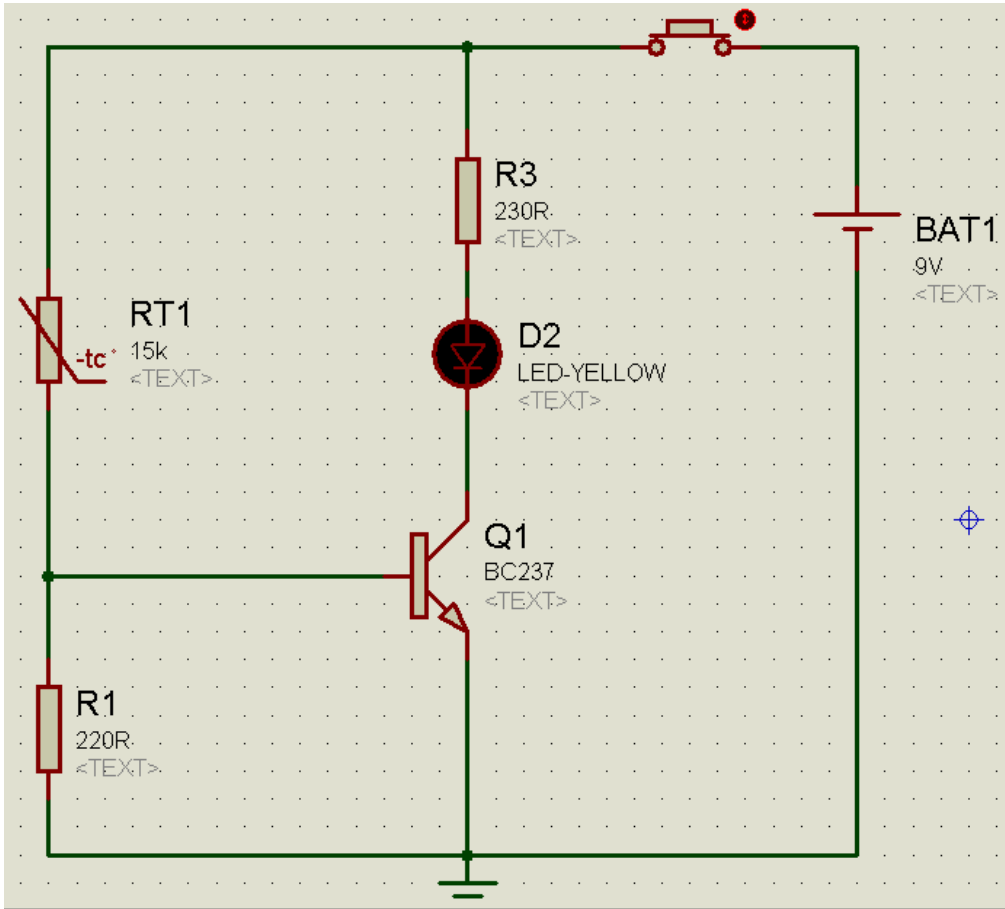 R3
230R
<TEXT>
BAT1
9V
<TEXT>
RT1
-tc°
15k
<TEXT>
D2
LED-YELLOW
<TEXT>
Q1
BC237
<TEXT>
R1
220R
<TEXT>